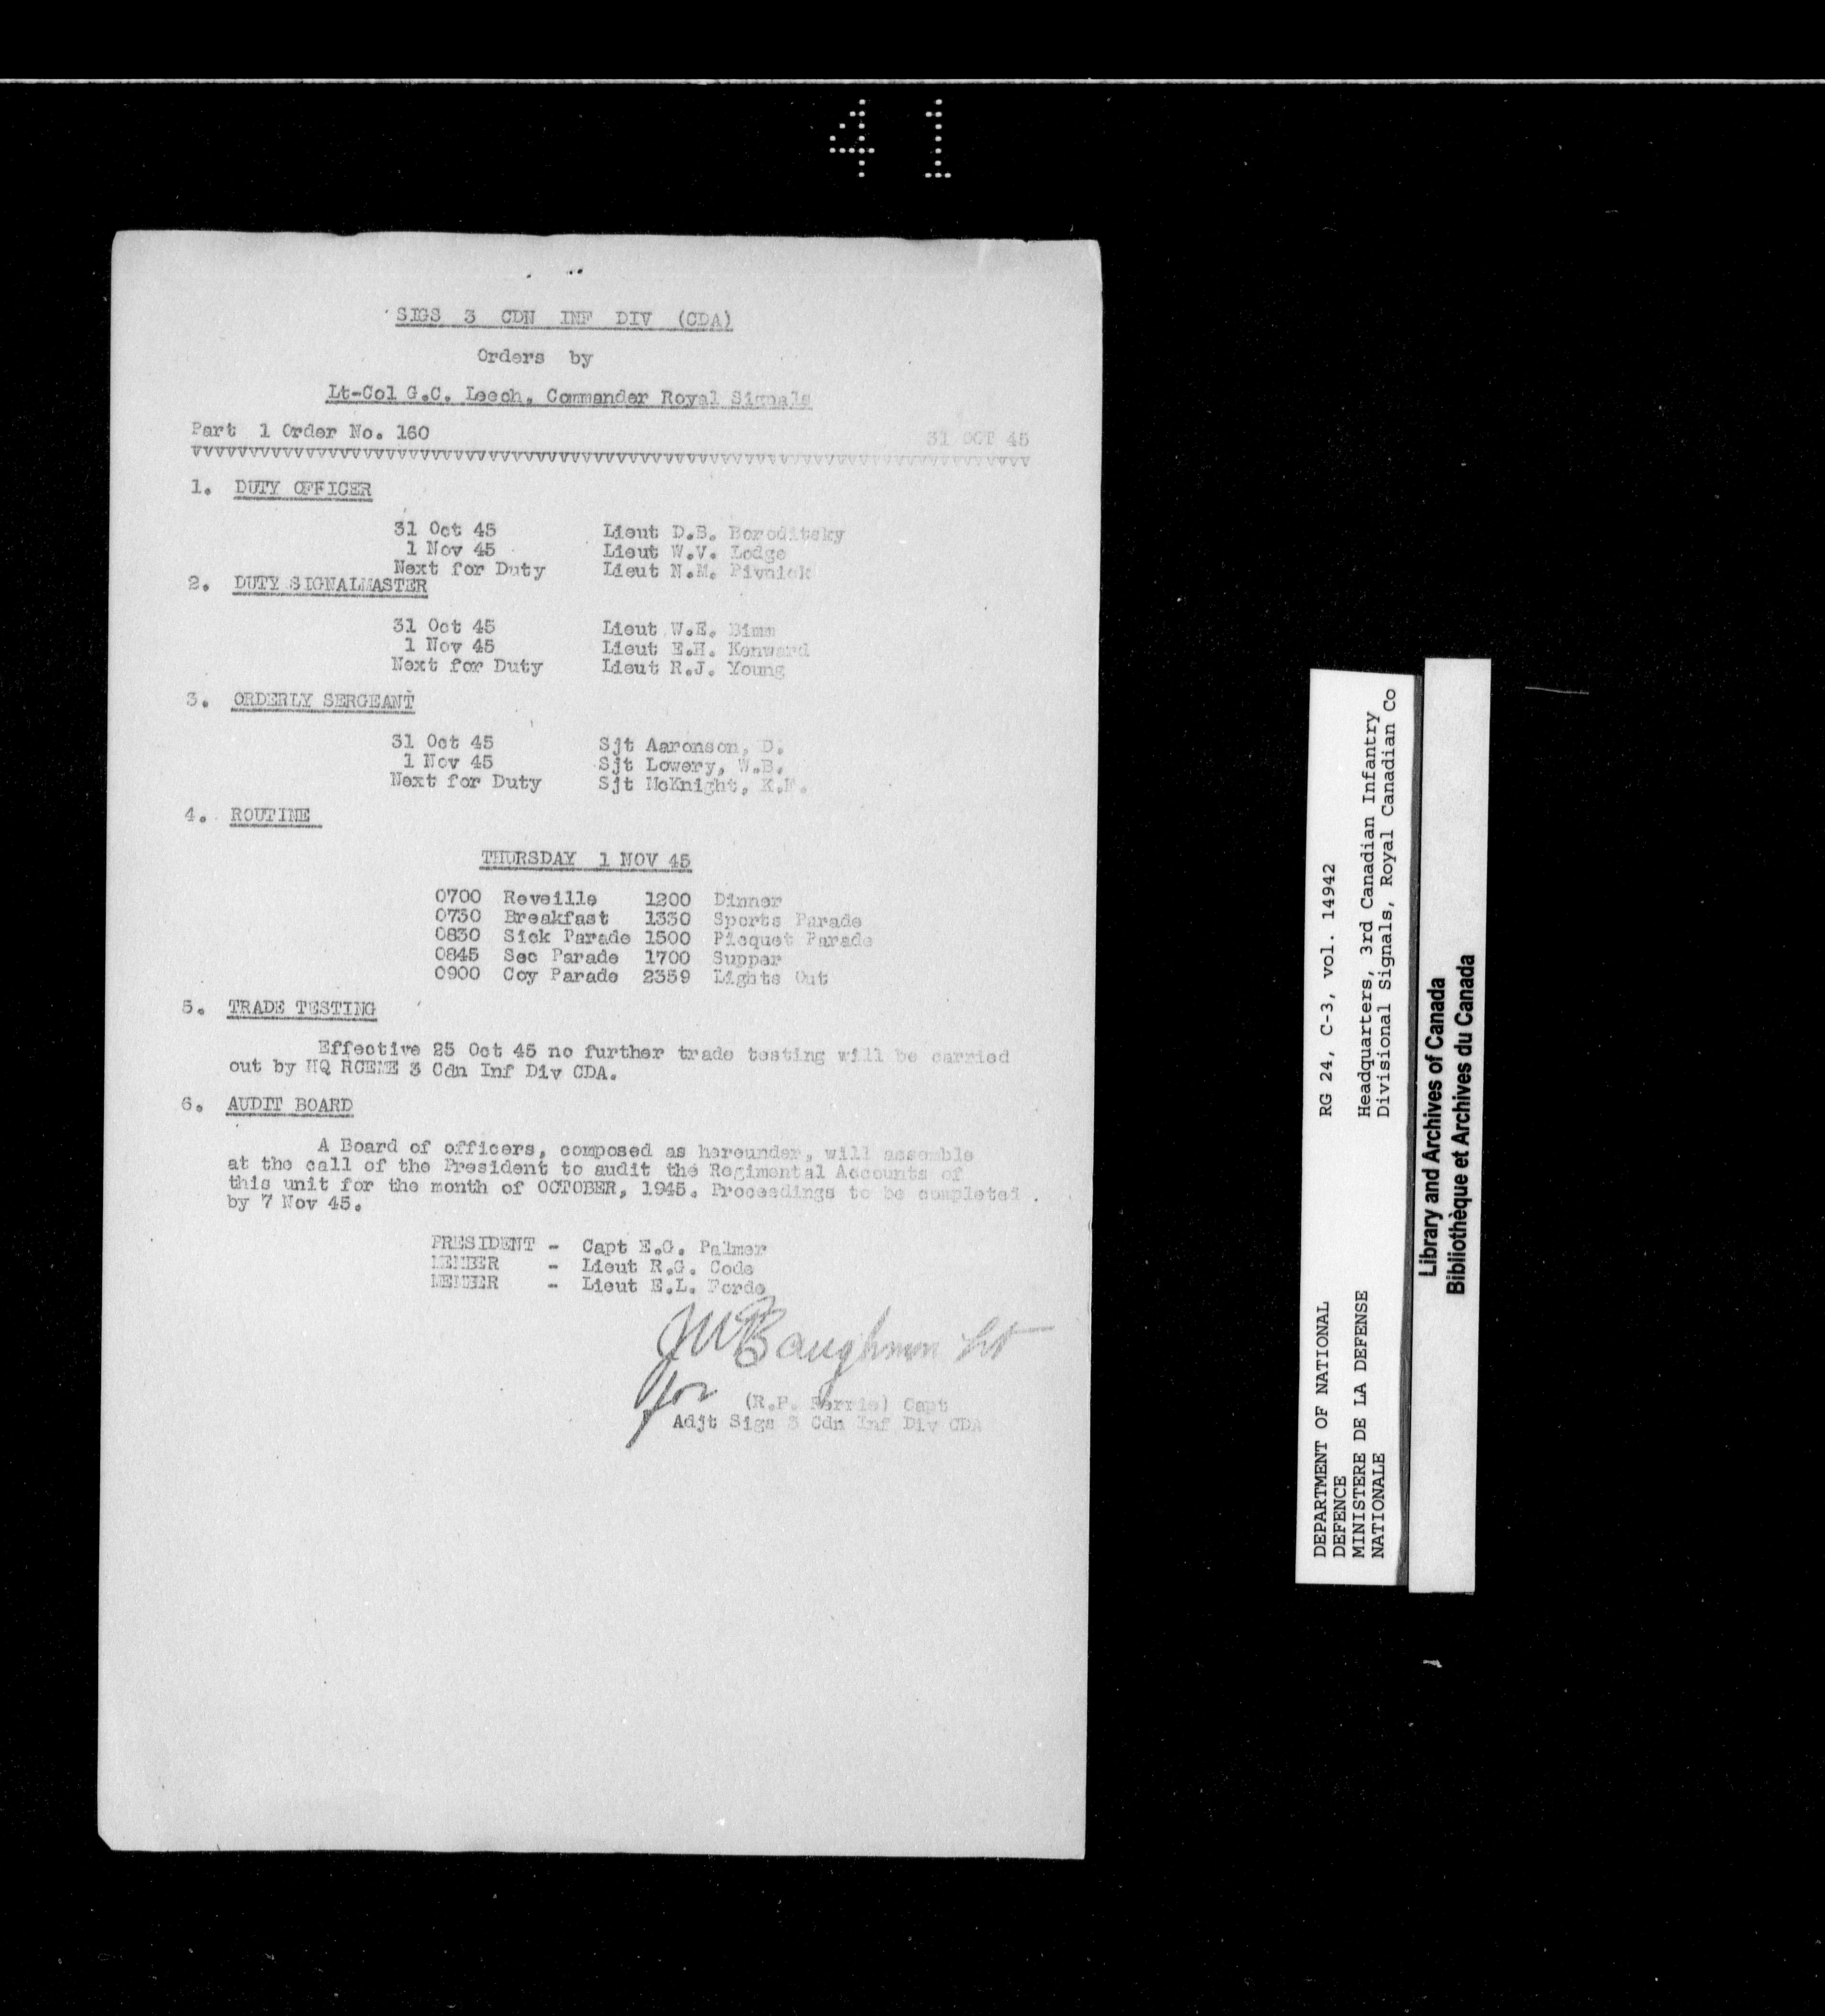 41
SIGS 3 CDN INF DIV (CDA)
Orders by
Lt-Col G.C. Leech, Commander Royal Signals
Part 1 Order No. 160 31 OCT 45
VVVVVVVVVVVVVVVVVVVVVVVVVVVVVVVVVVVVVVVVVVVVVVVVVVVVVVVVVVVVVVVVVVVVVVVV
1. DUTY OFFICER
31 Oct 45 Lieut D.S. Boroditsky
1 Nov 45 Lieut W.V. Lodge
Next for Duty Lieut N.M. Pivnick
2. DUTY SIGNALMASTER
31 Oct 45 Lieut W.E. Bimm
1 Nov 45 Lieut E.H. Kenward
Next for Duty Lieut R.J. Young
3. ORDERLY SERGEANT
31 Oct 45 Sjt Aaronson, D.
1 Nov 45 Sjt Lowery, W.B.
Next for Duty Sjt McKnight,
4. ROUTINE
THURSDAY 1 NOV 45
0700 Reveille 1200 Dinner
0730 Breakfast 1330 Sports Parade
0830 Sick Parade 1500 Picquet Parade
0845 Sec Parade 1700 Supper
0900 Coy Parade 2359 Lights Out
5. TRADE TESTING
Effective 25 Oct 45 no further trade testing will be carried
out by HQ RCEME 3 Cdn Inf Div CDA.
6. AUDIT BOARD
A Board of officers, composed as hereunder, will assemble
at the call of the President to audit the Regimental Accounts of
this unit for the month of OCTOBER, 1945. Proceedings to be completed
by 7 Nov 45.
PRESIDENT - Capt E.G. Palmer
MEMBER - Lieut R.G. Code
MEMBER - Lieut E.L. Forde
Baughman Lt
for (R.P. Ferris) Capt
Adjt Sigs 3 Cdn Inf Div CDA
DEPARTMENT OF NATIONAL RG 24, C-3, vol. 14942
DEFENCE
MINISTERE DE LA DEFENSE Headquarters, 3rd Canadian Infantry
NATIONALE Divisional Signals, Royal Canadian Co
Library and Archives of Canada
Bibliothèque et Archives du Canada